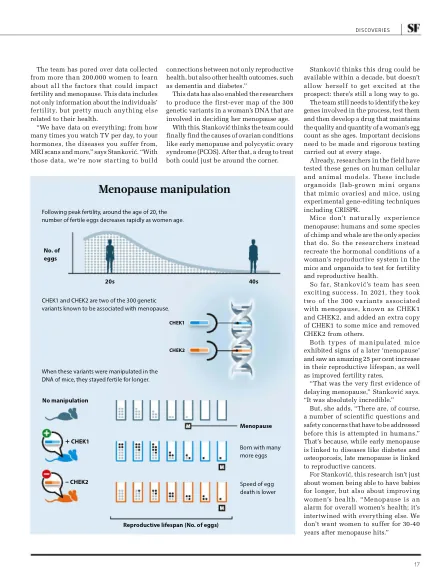 DISCOVERIES
SF
The team has pored over data collected
from more than 200,000 women to learn
about all the factors that could impact
fertility and menopause. This data includes
not only information about the individuals'
fertility, but pretty much anything else
related to their health.
"We have data on everything: from how
many times you watch TV per day, to your
hormones, the diseases you suffer from,
MRI scans and more," says Stanković. "With
those data, we're now starting to build
connections between not only reproductive
health, but also other health outcomes, such
as dementia and diabetes."
This data has also enabled the researchers
to produce the first-ever map of the 300
genetic variants in a woman's DNA that are
involved in deciding her menopause age.
With this, Stanković thinks the team could
finally find the causes of ovarian conditions
like early menopause and polycystic ovary
syndrome (PCOS). After that, a drug to treat
both could just be around the corner.
Stanković thinks this drug could be
available within a decade, but doesn't
allow herself to get excited at the
prospect: there's still a long way to go.
The team still needs to identify the key
genes involved in the process, test them
and then develop a drug that maintains
the quality and quantity of a woman's egg
count as she ages. Important decisions
need to be made and rigorous testing
carried out at every stage.
Already, researchers in the field have
tested these genes on human cellular
and animal models. These include
organoids [lab-grown mini organs
that mimic ovaries] and mice, using
experimental gene-editing techniques
including CRISPR.
Mice don't naturally experience
menopause; humans and some species
of chimp and whale are the only species
that do. So the researchers instead
recreate the hormonal conditions of a
woman's reproductive system in the
mice and organoids to test for fertility
and reproductive health.
So far, Stanković's team has seen
exciting success. In 2021, they took
two of the 300 variants associated
with menopause, known as CHEK1
and CHEK2, and added an extra copy
of CHEK1 to some mice and removed
CHEK2 from others.
Both types of manipulated mice
exhibited signs of a later 'menopause'
and saw an amazing 25 per cent increase
in their reproductive lifespan, as well
as improved fertility rates.
"That was the very first evidence of
delaying menopause," Stanković says.
"It was absolutely incredible."
But, she adds, "There are, of course,
a number of scientific questions and
safety concerns that have to be addressed
before this is attempted in humans."
That's because, while early menopause
is linked to diseases like diabetes and
osteoporosis, late menopause is linked
to reproductive cancers.
For Stanković, this research isn't just
about women being able to have babies
for longer, but also about improving
women's health. "Menopause is an
alarm for overall women's health; it's
intertwined with everything else. We
don't want women to suffer for 30-40
years after menopause hits."
Menopause manipulation
Following peak fertility, around the age of 20, the
number of fertile eggs decreases rapidly as women age.
No. of
eggs
20s
40s
CHEK1 and CHEK2 are two of the 300 genetic
variants known to be associated with menopause.
CHEK1
CHEK2
When these variants were manipulated in the
DNA of mice, they stayed fertile for longer.
No manipulation
M
Menopause
+ CHEK1
Born with many
more eggs
M
– CHEK2
Speed of egg
death is lower
M
Reproductive lifespan (No. of eggs)
17